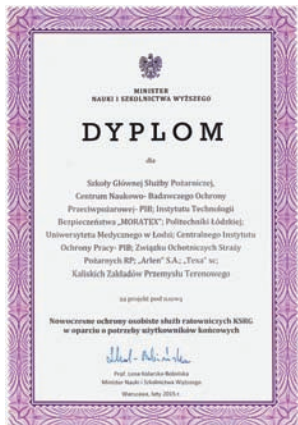 MINISTER
NAUKI I SZKOLNICTWA WYŻSZEGO
DYPLOM
dla
Szkoły Głównej Służby Pożarniczej,
Centrum Naukowo- Badawczego Ochrony
Przeciwpożarowej- PIB; Instytutu Technologii
Bezpieczeństwa „MORATEX"; Politechniki Łódzkiej;
Uniwersytetu Medycznego w Łodzi; Centralnego Instytutu
Ochrony Pracy- PIB; Związku Ochotniczych Straży
Pożarnych RP; „Arlen" S.A.; „Texa" sc;
Kaliskich Zakładów Przemysłu Terenowego
za projekt pod nazwą
Nowoczesne ochrony osobiste służb ratowniczych KSRG
w oparciu o potrzeby użytkowników końcowych
Prof. Lena Kolarska-Bobińska
Minister Nauki i Szkolnictwa Wyższego
Warszawa, luty 2015 r.